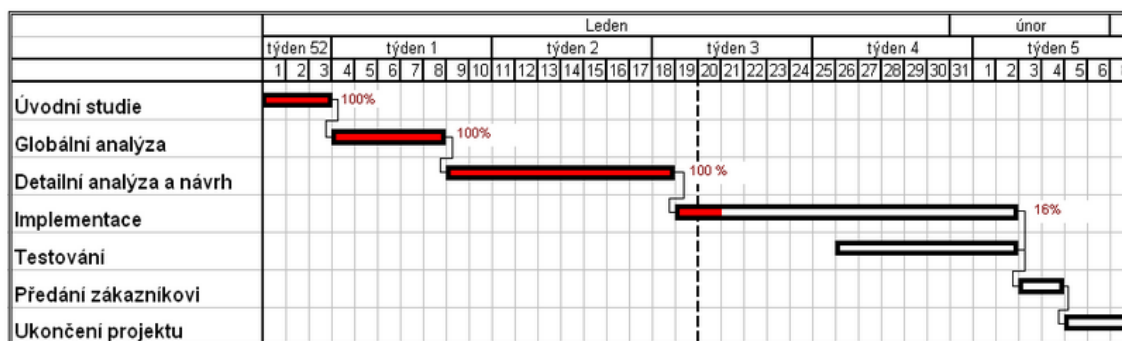 Leden únor
týden 52 týden 1 týden 2 týden 3 týden 4 týden 5
1 2 3 4 5 6 7 8 9 10 11 12 13 14 15 16 17 18 19 20 21 22 23 24 25 26 27 28 29 30 31 1 2 3 4 5 6
Úvodní studie 100%
Globální analýza 100%
Detailní analýza a návrh 100 %
Implementace 16%
Testování
Předání zákazníkovi
Ukončení projektu